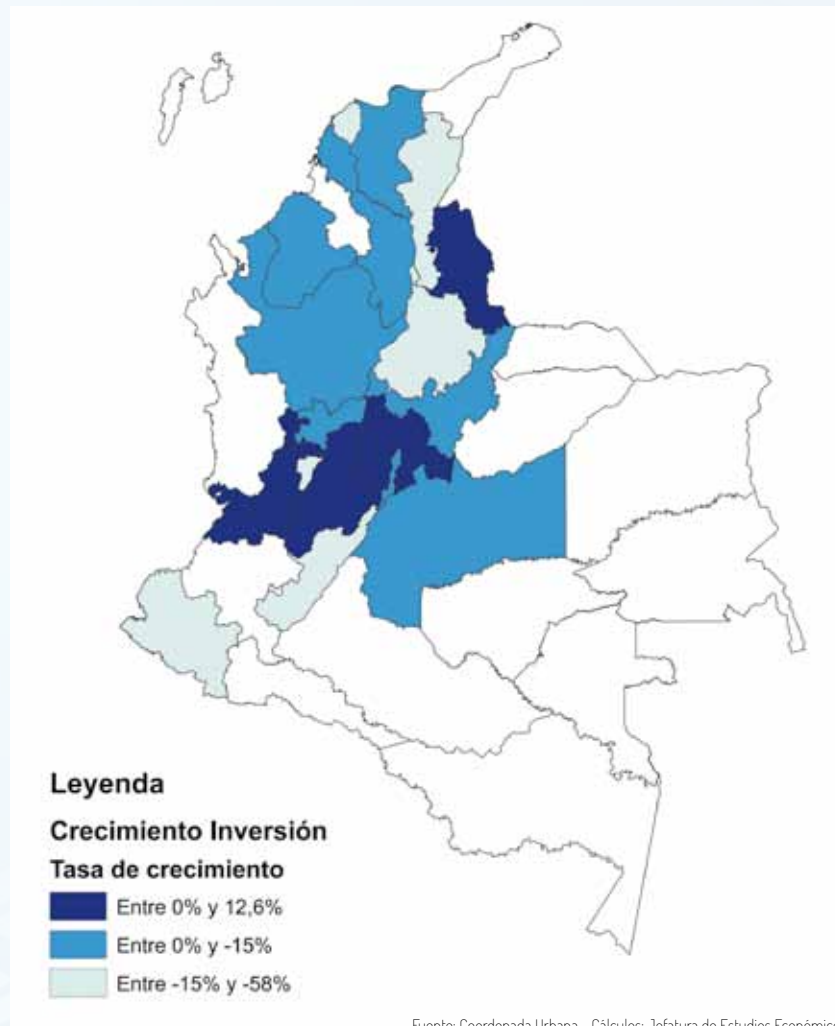 Leyenda
Crecimiento Inversión
Tasa de crecimiento
Entre 0% y 12,6%
Entre 0% y -15%
Entre -15% y -58%
Fuente: Coordenada Urbana - Cálculos: Jefatura de Estudios